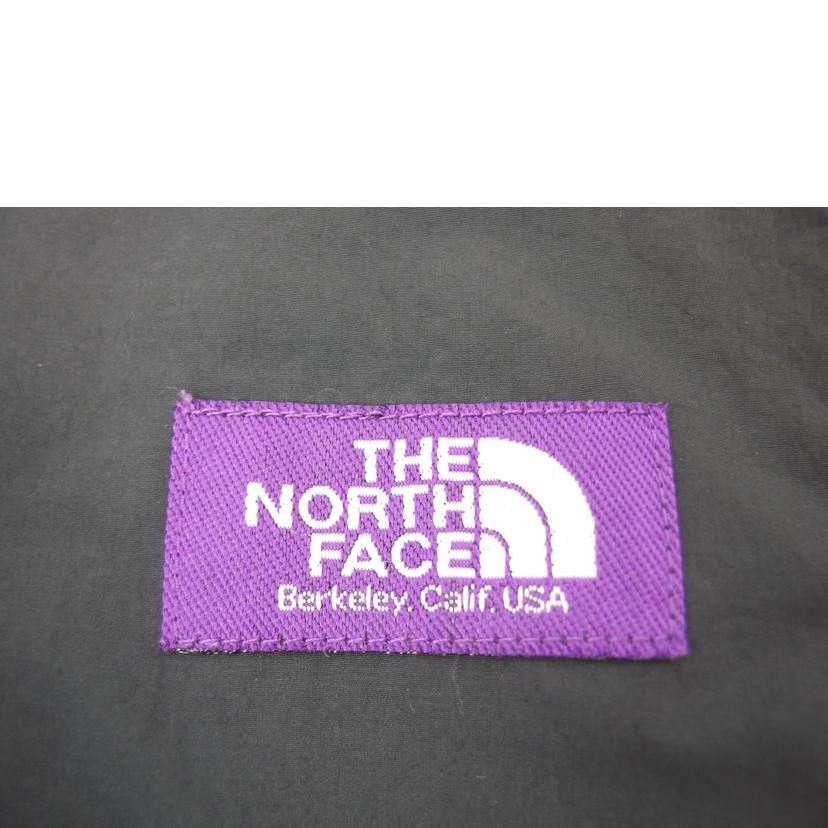 THE
NORTH
FACE
Berkeley. Calif. USA